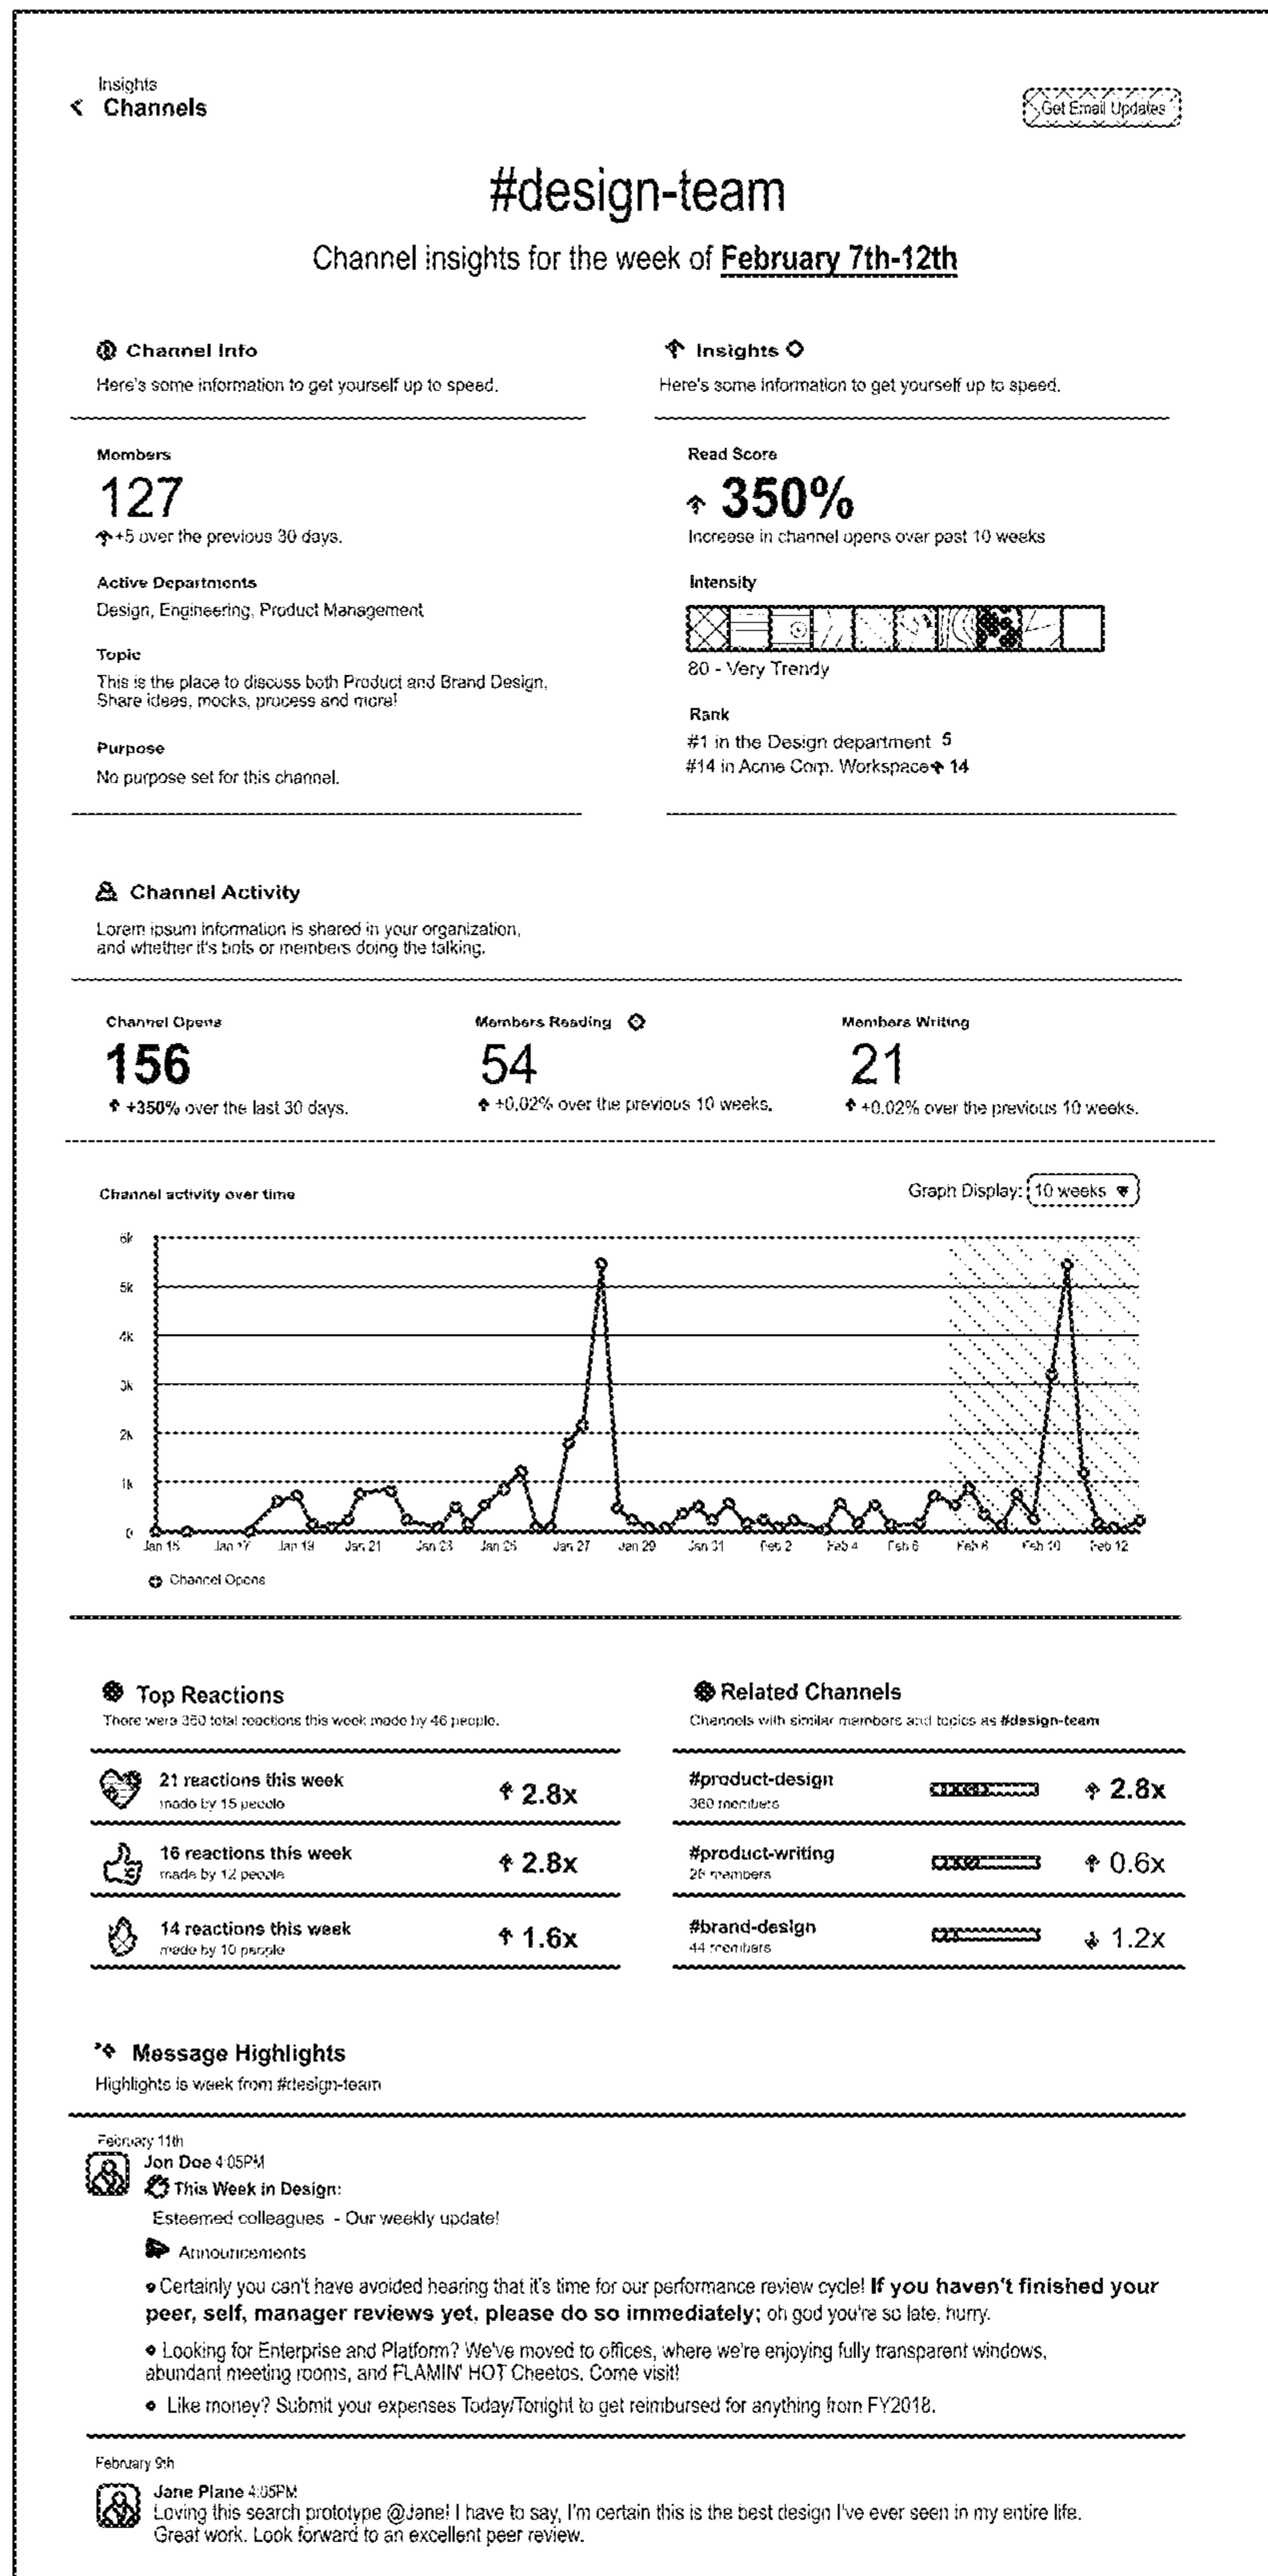 Insights
Channels
Get Email Updates
#design-team
Channel insights for the week of February 7th-12th
Channel Info
Here's some information to get yourself up to speed.
Members
127
+5 over the previous 30 days.
Active Departments
Design, Engineering, Product Management
Topic
This is the place to discuss both Product and Brand Design,
Share ideas, mocks, process and more!
Purpose
No purpose set for this channel.
Insights
Here's some information to get yourself up to speed.
Read Score
350%
Increase in channel opens over past 10 weeks
Intensity
80 - Very Trendy
Rank
#1 in the Design department 5
#14 in Acme Corp. Workspace 14
Channel Activity
Lorem ipsum information is shared in your organization,
and whether it's bots or members doing the talking.
Channel Opens
156
+350% over the last 30 days.
Members Reading
54
+0.02% over the previous 10 weeks.
Members Writing
21
+0.02% over the previous 10 weeks.
Channel activity over time
Graph Display: 10 weeks
6k
5k
4k
3k
2k
1k
0
Jan 15 Jan 17 Jan 19 Jan 21 Jan 23 Jan 25 Jan 27 Jan 29 Jan 31 Feb 2 Feb 4 Feb 6 Feb 8 Feb 10 Feb 12
Channel Opens
Top Reactions
There were 360 total reactions this week made by 46 people.
21 reactions this week
made by 15 people
2.8x
16 reactions this week
made by 12 people
2.8x
14 reactions this week
made by 10 people
1.6x
Related Channels
Channels with similar members and topics as #design-team
#product-design
360 members
2.8x
#product-writing
members
0.6x
#brand-design
44 members
1.2x
Message Highlights
Highlights is week from #design-team
February 11th
Jon Doe 4:05PM
This Week in Design:
Esteemed colleagues - Our weekly update!
Announcements
Certainly you can't have avoided hearing that it's time for our performance review cycle! If you haven't finished your
peer, self, manager reviews yet, please do so immediately; oh god you're so late, hurry.
Looking for Enterprise and Platform? We've moved to offices, where we're enjoying fully transparent windows,
abundant meeting rooms, and FLAMIN' HOT Cheetos. Come visit!
Like money? Submit your expenses Today/Tonight to get reimbursed for anything from FY2018.
February 9th
Jane Plane 4:05PM
Loving this search prototype @Jane! I have to say, I'm certain this is the best design I've ever seen in my entire life.
Great work. Look forward to an excellent peer review.